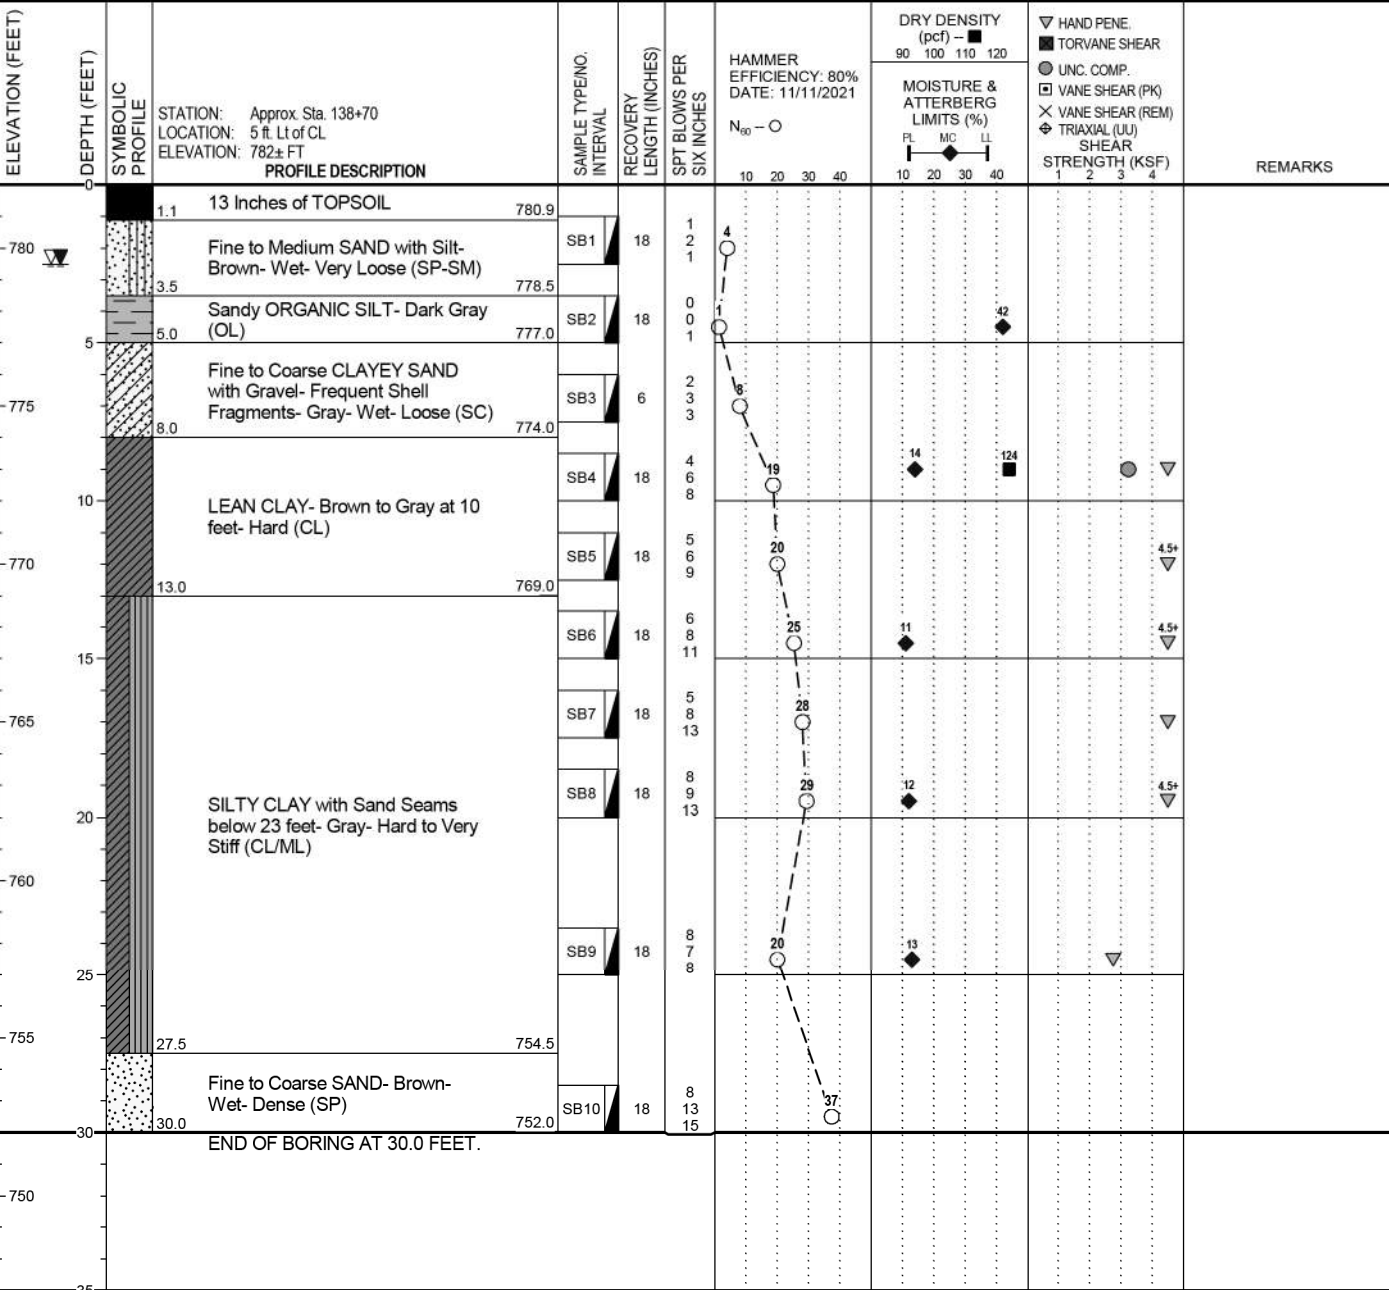 ELEVATION (FEET)
DEPTH (FEET)
SYMBOLIC
PROFILE
STATION: Approx. Sta. 138+70
LOCATION: 5 ft. Lt of CL
ELEVATION: 782± FT
PROFILE DESCRIPTION
SAMPLE TYPE/NO.
INTERVAL
RECOVERY
LENGTH (INCHES)
SPT BLOWS PER
SIX INCHES
HAMMER
EFFICIENCY: 80%
DATE: 11/11/2021
N60 -- O
10 20 30 40
DRY DENSITY
(pcf) -- ■
90 100 110 120
MOISTURE &
ATTERBERG
LIMITS (%)
PL MC LL
10 20 30 40
HAND PENE.
TORVANE SHEAR
UNC. COMP.
VANE SHEAR (PK)
VANE SHEAR (REM)
TRIAXIAL (UU)
SHEAR
STRENGTH (KSF)
1 2 3 4
REMARKS
0
1.1 13 Inches of TOPSOIL 780.9
780
Fine to Medium SAND with Silt-
Brown- Wet- Very Loose (SP-SM)
3.5 778.5
SB1 18
1
2
1
4
Sandy ORGANIC SILT- Dark Gray
(OL)
5.0 777.0
SB2 18
0
0
1
1
42
5
Fine to Coarse CLAYEY SAND
with Gravel- Frequent Shell
Fragments- Gray- Wet- Loose (SC)
775
8.0 774.0
SB3 6
2
3
3
8
SB4 18
4
6
8
19
14
124
10
LEAN CLAY- Brown to Gray at 10
feet- Hard (CL)
770
SB5 18
5
6
9
20
4.5+
13.0 769.0
SB6 18
6
8
11
25
11
4.5+
15
765
SB7 18
5
8
13
28
SB8 18
8
9
13
29
12
4.5+
SILTY CLAY with Sand Seams
below 23 feet- Gray- Hard to Very
Stiff (CL/ML)
20
760
SB9 18
8
7
8
20
13
25
755
27.5 754.5
Fine to Coarse SAND- Brown-
Wet- Dense (SP)
SB10 18
8
13
15
37
30.0 752.0
30
END OF BORING AT 30.0 FEET.
750
35